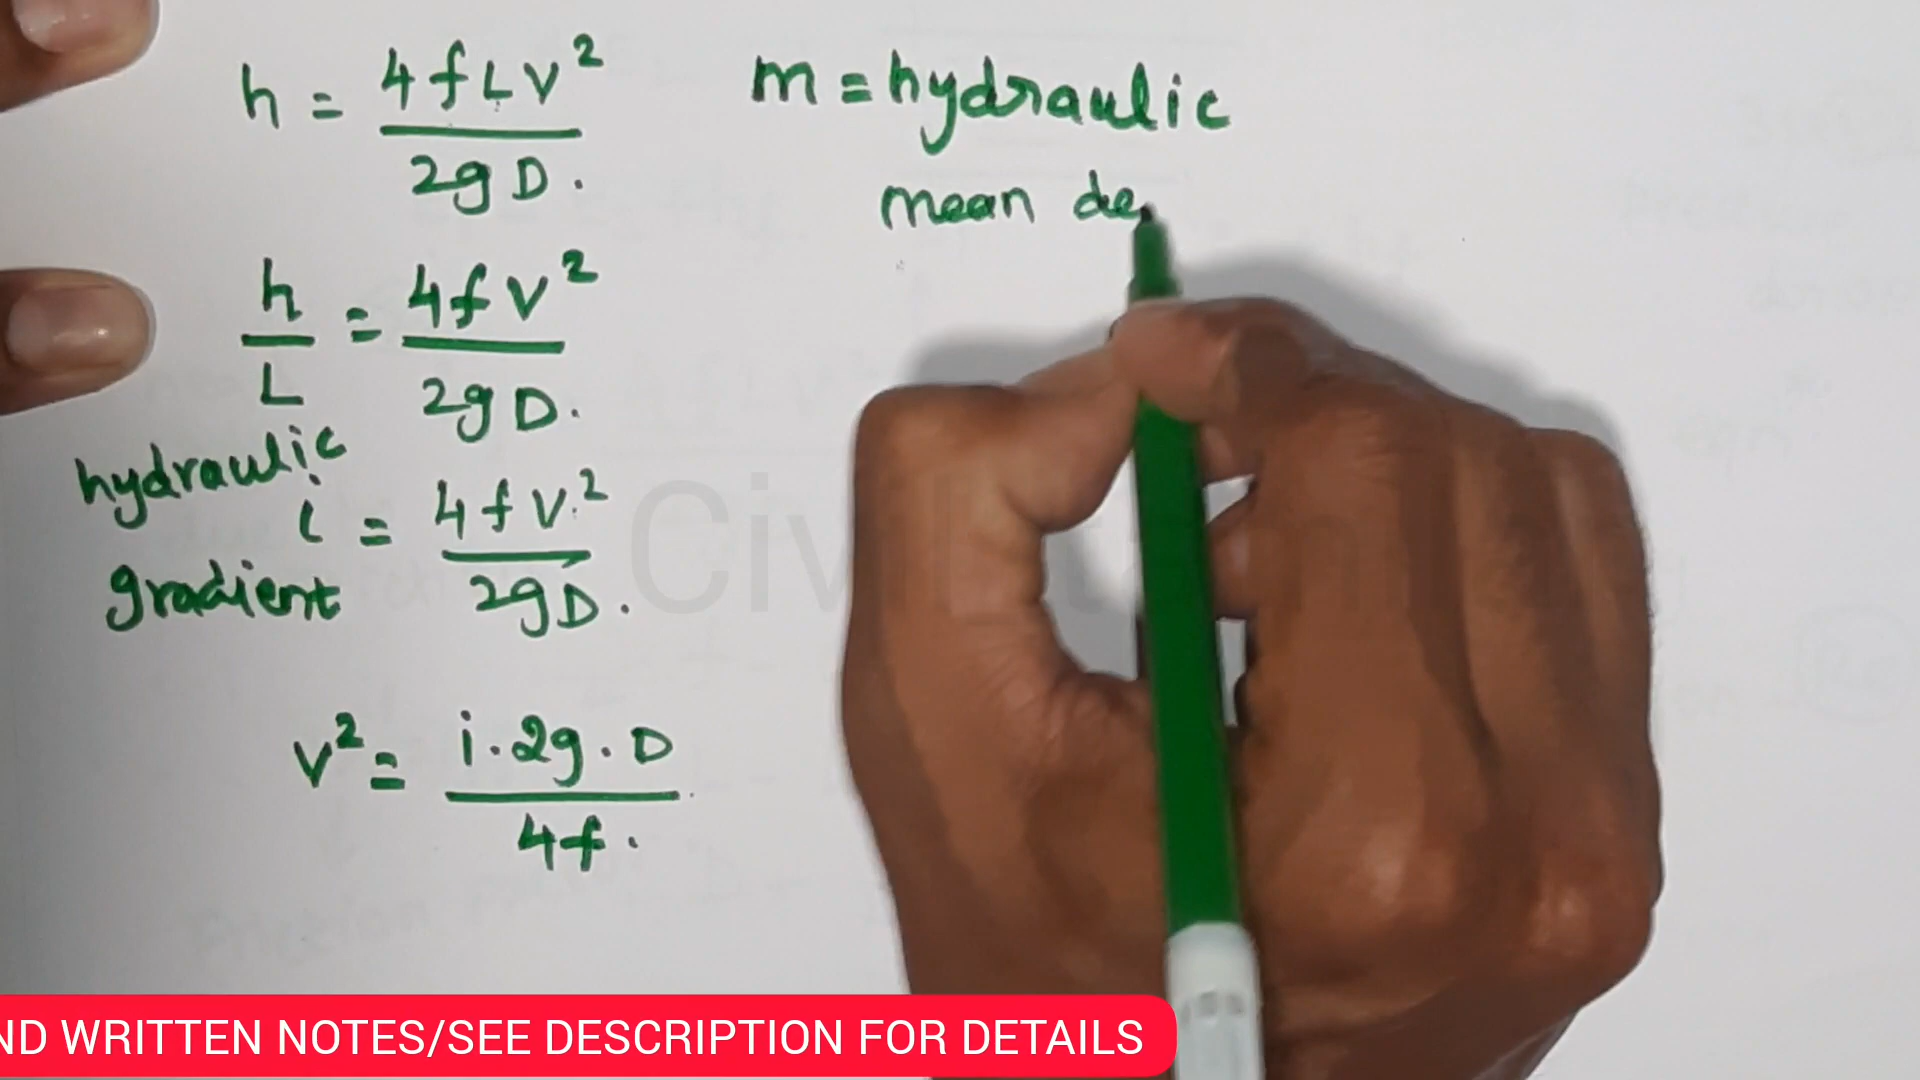 h = 4fLV² / 2gD.
h / L = 4fV² / 2gD.
hydraulic
i = 4fV² / 2gD.
gradient
V² = i.2g.D / 4f.
m = hydraulic
mean de
Civil
ND WRITTEN NOTES/SEE DESCRIPTION FOR DETAILS